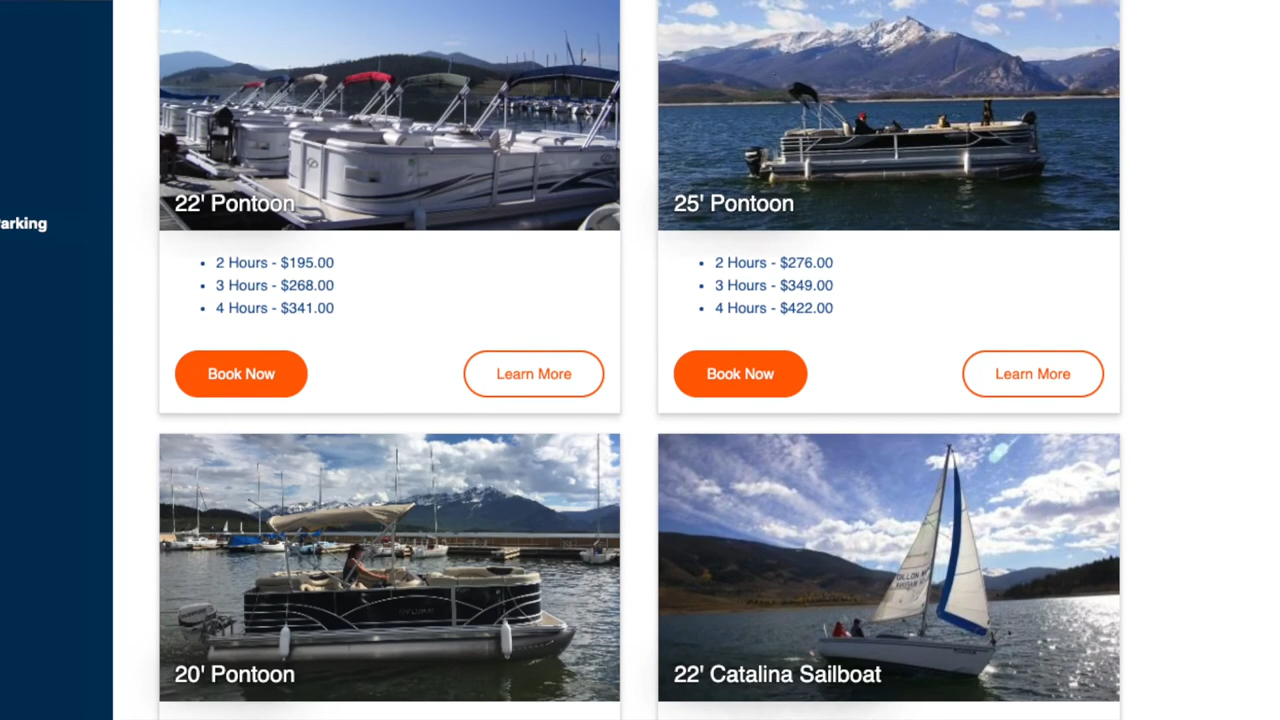 arking
22' Pontoon
2 Hours - $195.00
3 Hours - $268.00
4 Hours - $341.00
Book Now
Learn More
25' Pontoon
2 Hours - $276.00
3 Hours - $349.00
4 Hours - $422.00
Book Now
Learn More
20' Pontoon
22' Catalina Sailboat